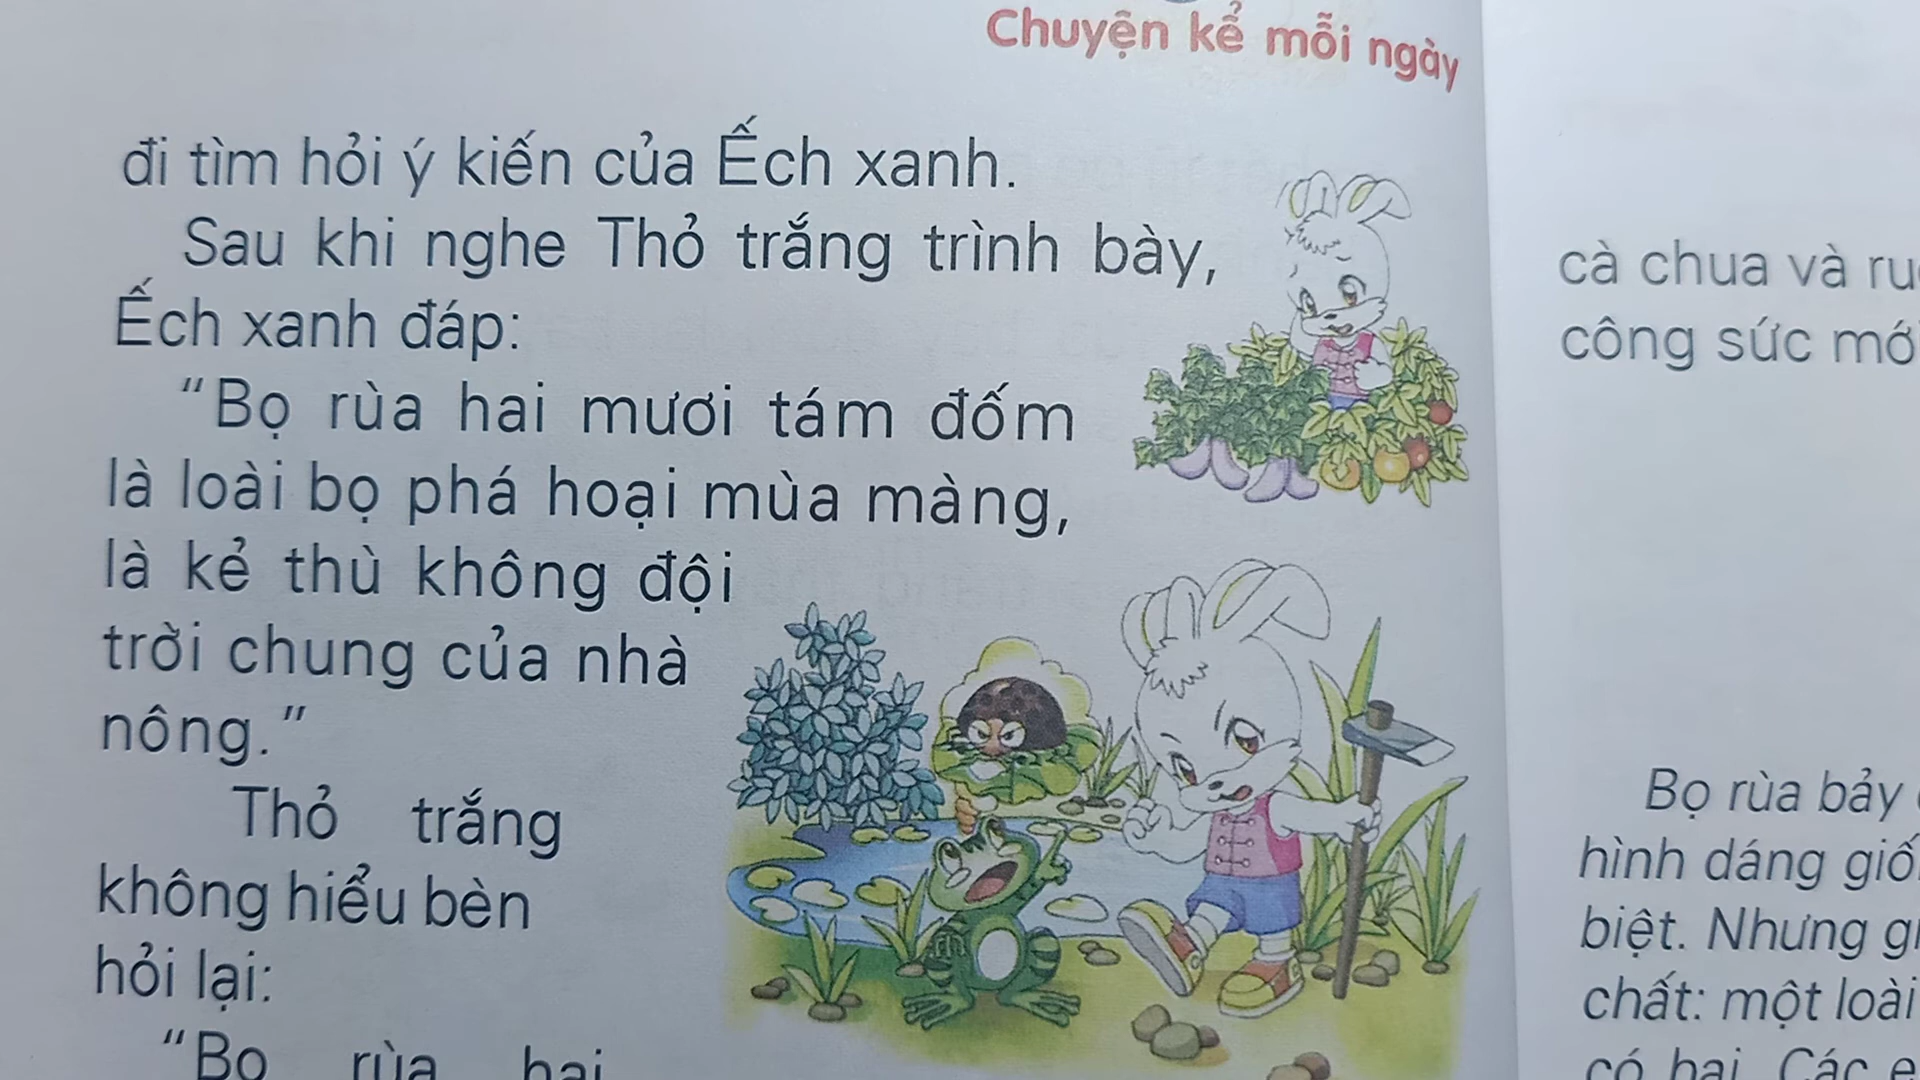 Chuyện kể mỗi ngày
đi tìm hỏi ý kiến của Ếch xanh.
Sau khi nghe Thỏ trắng trình bày,
Ếch xanh đáp:
“Bọ rùa hai mươi tám đốm
là loài bọ phá hoại mùa màng,
là kẻ thù không đội
trời chung của nhà
nông.”
Thỏ trắng
không hiểu bèn
hỏi lại:
“Bọ rùa hai
cà chua và
công sức
Bọ rùa bảy
hình dáng
biệt. Nhưng
chất: một loài
có hại. Các